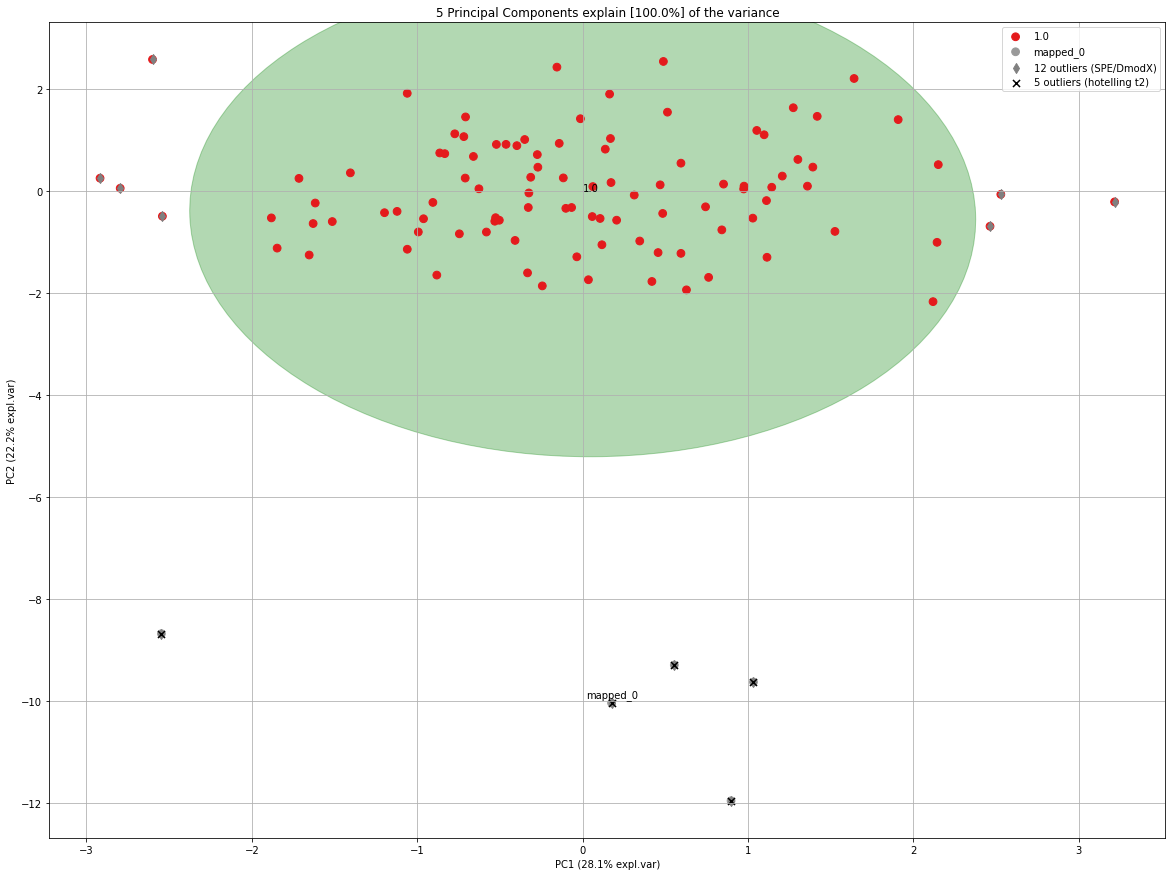 5 Principal Components explain [100.0%] of the variance
1.0
mapped_0
12 outliers (SPE/DmodX)
5 outliers (hotelling t2)
2
0
−2
−4
−6
−8
−10
−12
PC2 (22.2% expl.var)
1.0
mapped_0
−3
−2
−1
0
1
2
3
PC1 (28.1% expl.var)